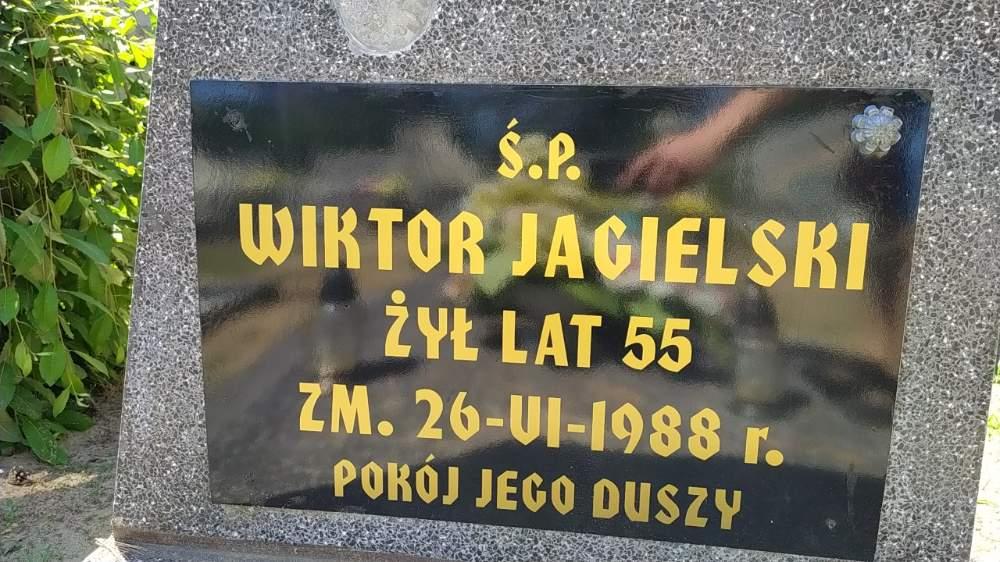 Ś.P.
WIKTOR JAGIELSKI
ŻYŁ LAT 55
ZM. 26-VI-1988 r.
POKÓJ JEGO DUSZY